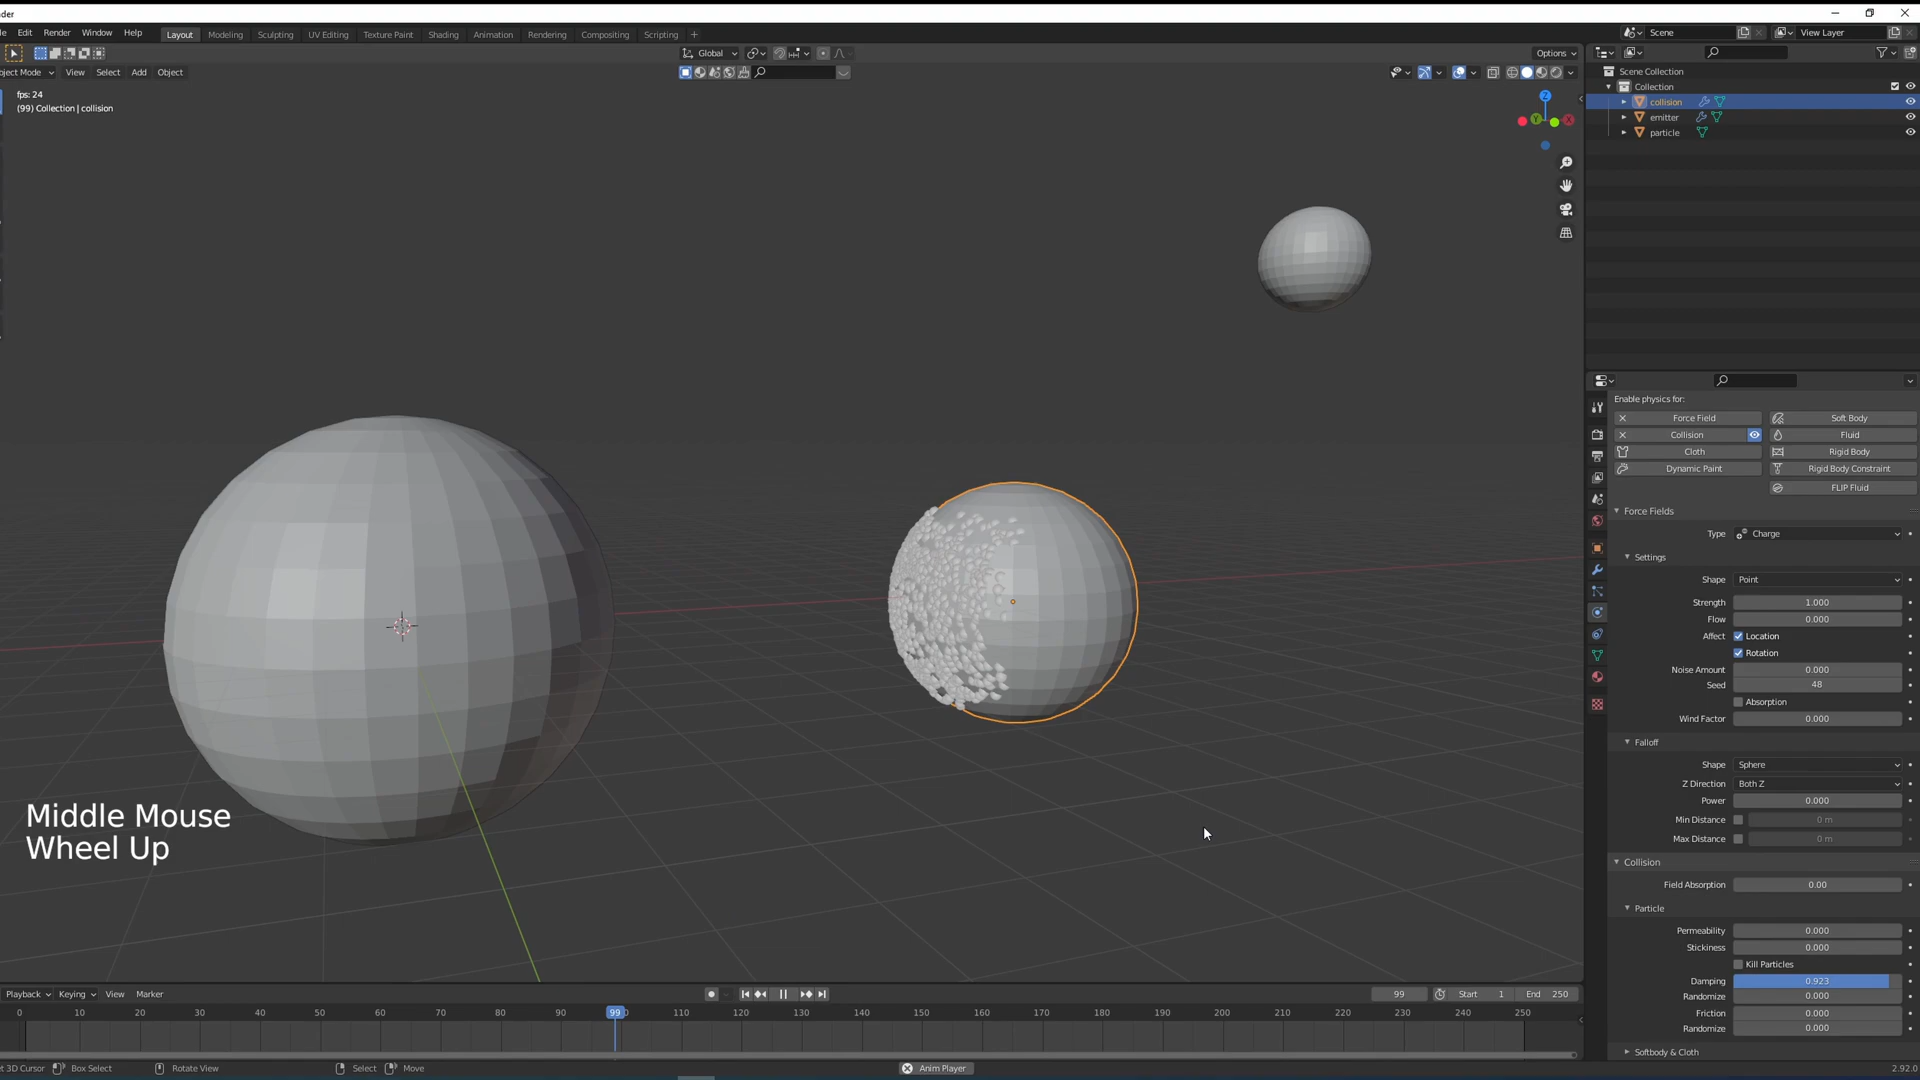 der
le Edit Render Window Help Layout Modeling Sculpting UV Editing Texture Paint Shading Animation Rendering Compositing Scripting + Scene View Layer
Global Options
bject Mode View Select Add Object
fps: 24
(99) Collection | collision
Z
Y
X
Scene Collection
Collection
collision
emitter
particle
Enable physics for:
Force Field Soft Body
Collision Fluid
Cloth Rigid Body
Dynamic Paint Rigid Body Constraint
FLIP Fluid
Force Fields
Type Charge
Settings
Shape Point
Strength 1.000
Flow 0.000
Affect Location
Rotation
Noise Amount 0.000
Seed 48
Absorption
Wind Factor 0.000
Falloff
Shape Sphere
Z Direction Both Z
Power 0.000
Min Distance 0 m
Max Distance 0 m
Collision
Field Absorption 0.00
Particle
Permeability 0.000
Stickiness 0.000
Kill Particles
Damping 0.923
Randomize 0.000
Friction 0.000
Randomize 0.000
Softbody & Cloth
Middle Mouse
Wheel Up
Playback Keying View Marker 99 Start 1 End 250
0 10 20 30 40 50 60 70 80 90 99 110 120 130 140 150 160 170 180 190 200 210 220 230 240 250
t 3D Cursor Box Select Rotate View Select Move Anim Player 2.92.0